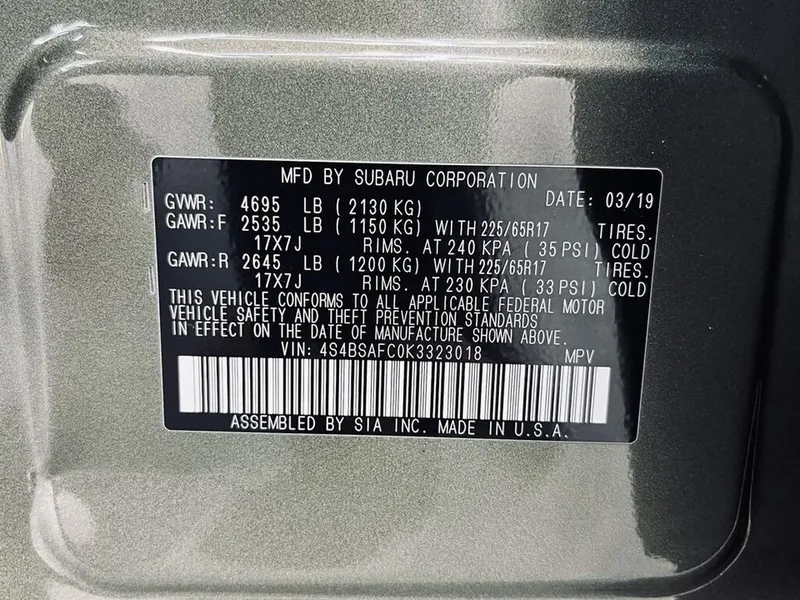 MFD BY SUBARU CORPORATION
GVWR: 4695 LB ( 2130 KG) DATE: 03/19
GAWR:F 2535 LB ( 1150 KG) WITH 225/65R17 TIRES.
17X7J RIMS. AT 240 KPA ( 35 PSI) COLD
GAWR:R 2645 LB ( 1200 KG) WITH 225/65R17 TIRES.
17X7J RIMS. AT 230 KPA ( 33 PSI) COLD
THIS VEHICLE CONFORMS TO ALL APPLICABLE FEDERAL MOTOR
VEHICLE SAFETY AND THEFT PREVENTION STANDARDS
IN EFFECT ON THE DATE OF MANUFACTURE SHOWN ABOVE.
VIN: 4S4BSAFC0K3323018 MPV
ASSEMBLED BY SIA INC. MADE IN U.S.A.